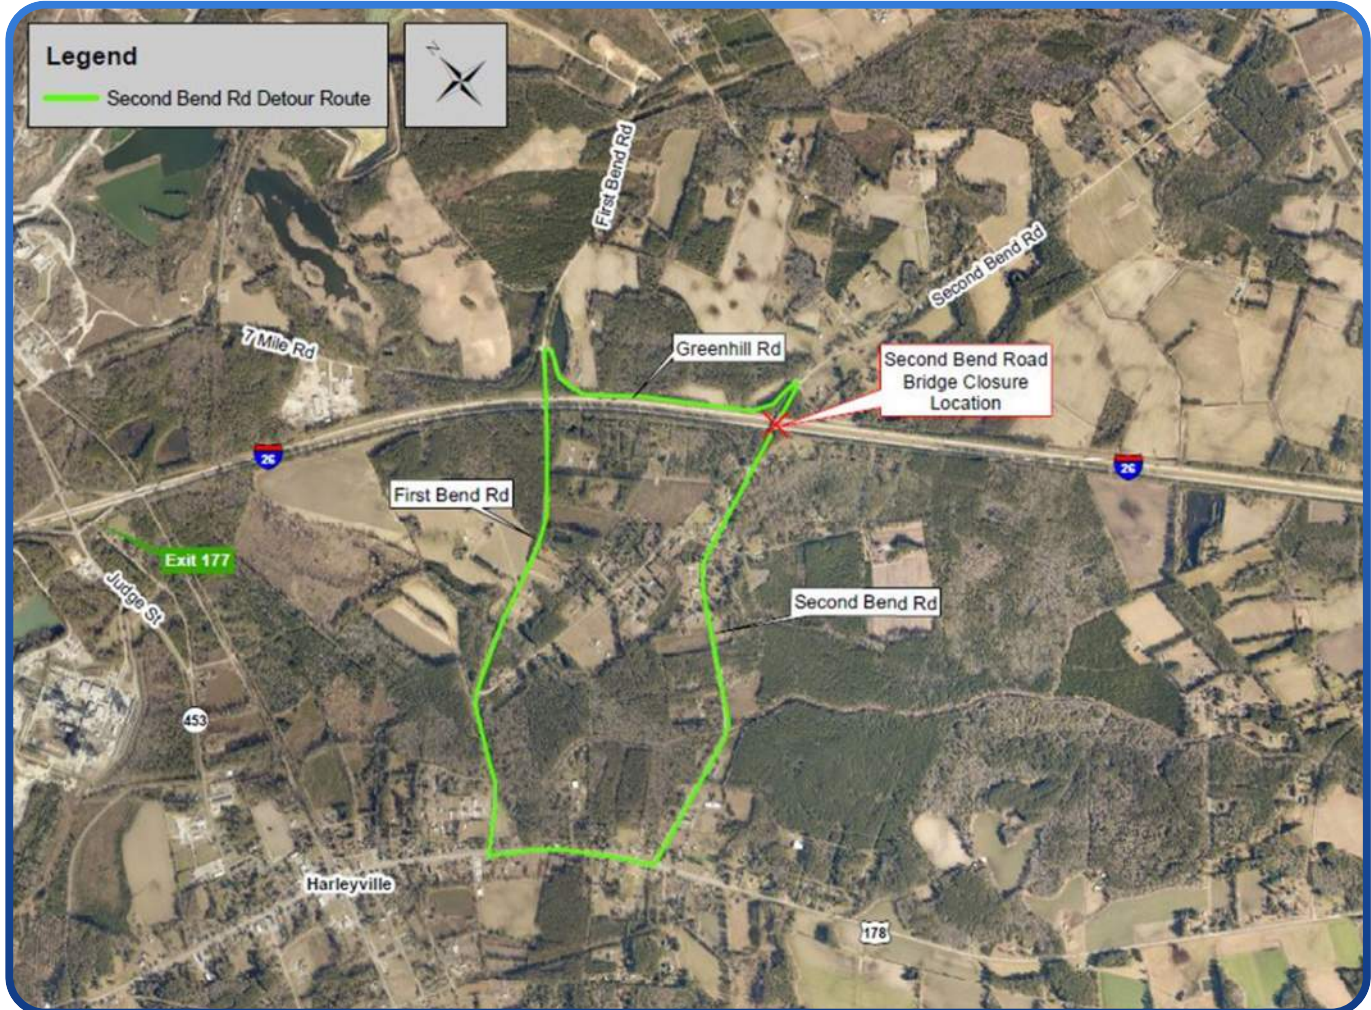 Legend
Second Bend Rd Detour Route
N
First Bend Rd
Second Bend Rd
7 Mile Rd
Greenhill Rd
Second Bend Road
Bridge Closure
Location
26
26
First Bend Rd
Exit 177
Judge St
Second Bend Rd
453
Harleyville
178